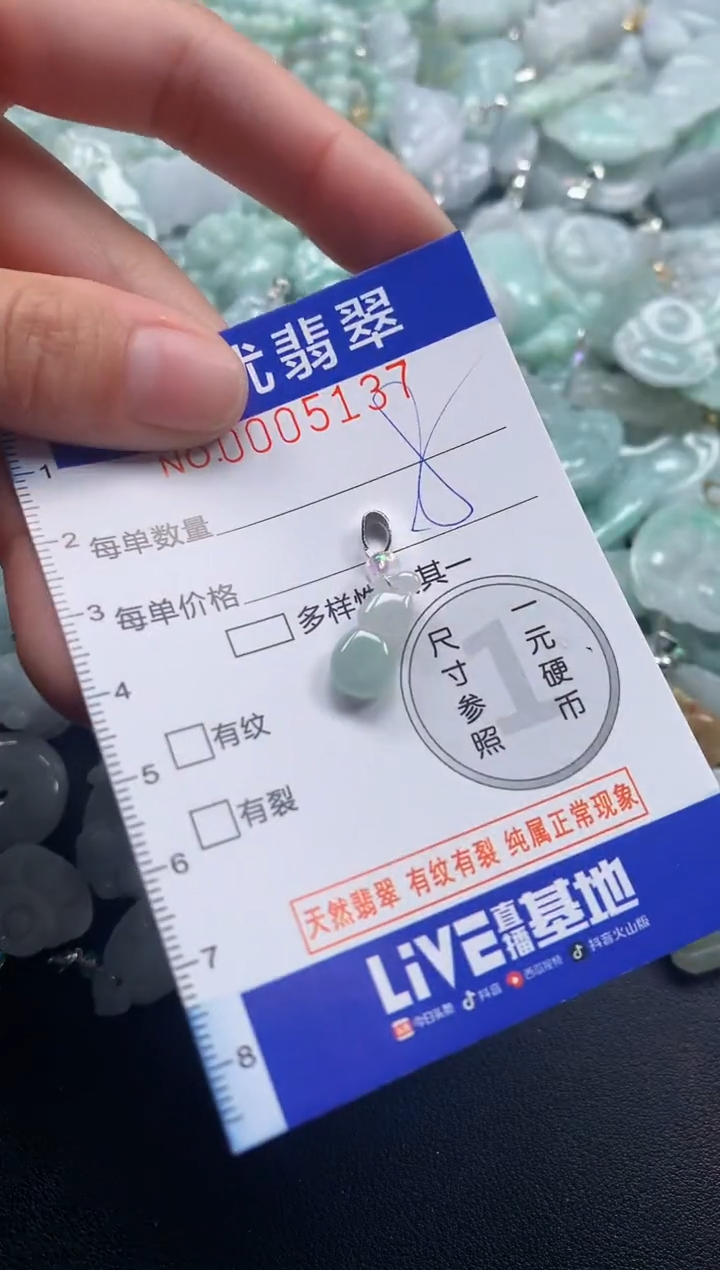 优翡翠
NO.0005137
1
2 每单数量
3 每单价格
多样性 其一
4
尺寸参照
1
一元硬币
5 有纹
有裂
6
天然翡翠 有纹有裂 纯属正常现象
7
LiVE直播基地
今日头条 抖音 西瓜视频 抖音火山版
8